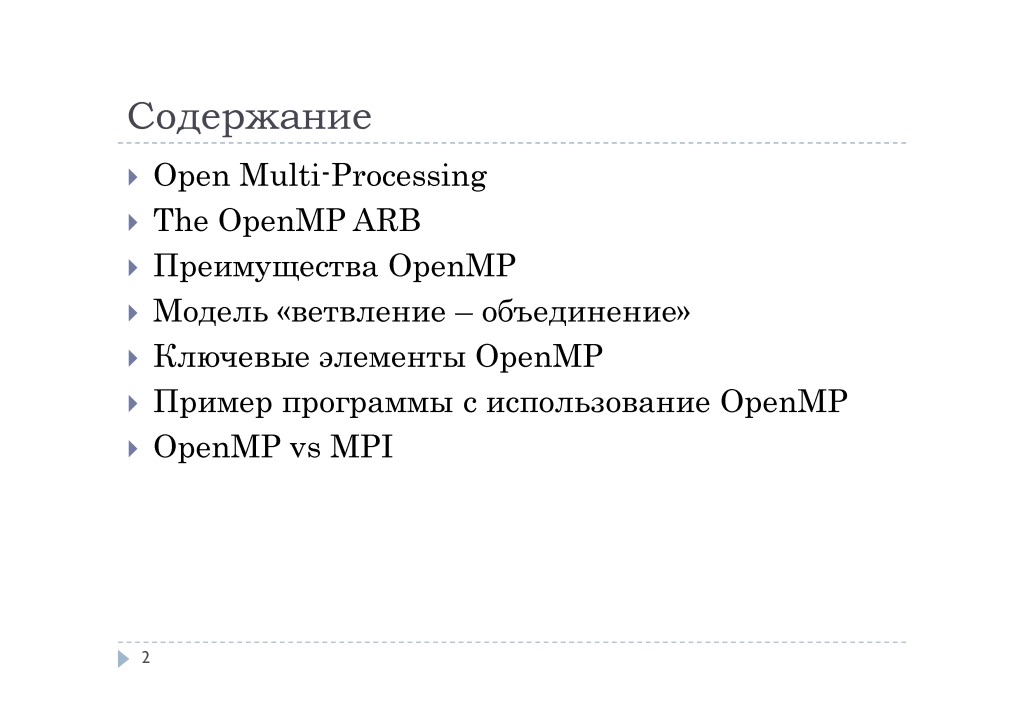 Содержание
Open Multi-Processing
The OpenMP ARB
Преимущества OpenMP
Модель «ветвление – объединение»
Ключевые элементы OpenMP
Пример программы с использование OpenMP
OpenMP vs MPI
2